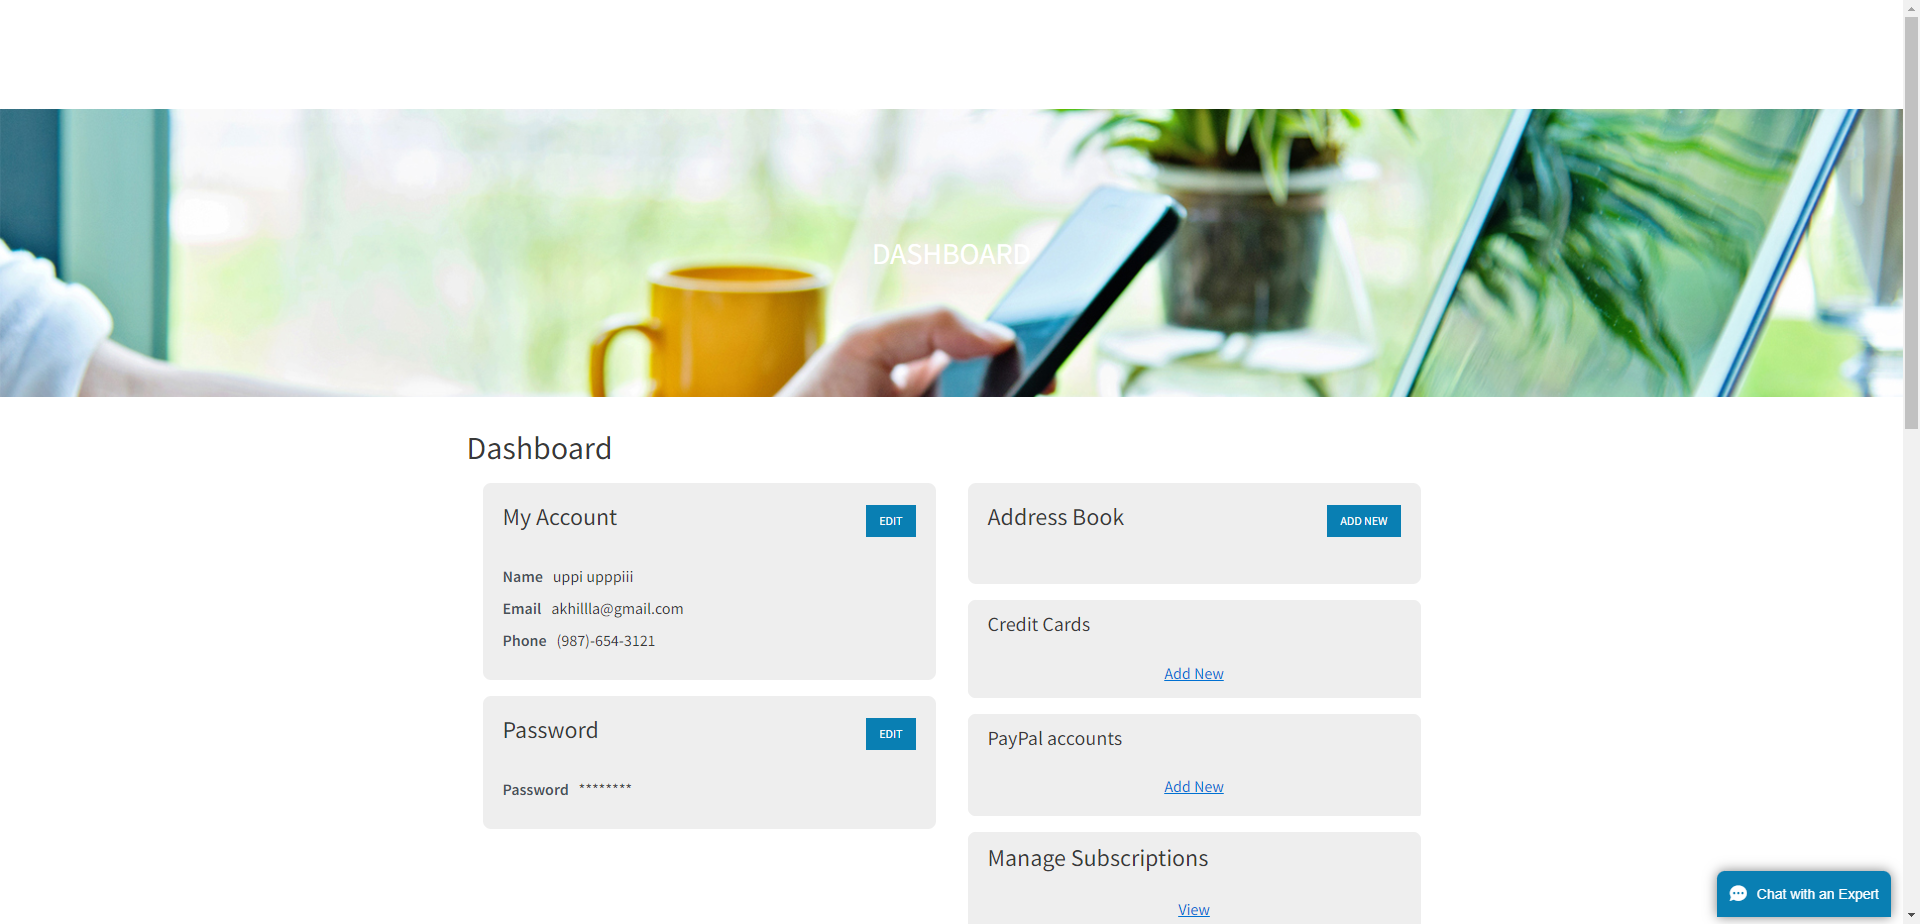 DASHBOARD
Dashboard
My Account
EDIT
Name uppi upppiii
Email akhillla@gmail.com
Phone (987)-654-3121
Password
EDIT
Password ********
Address Book
ADD NEW
Credit Cards
Add New
PayPal accounts
Add New
Manage Subscriptions
View
Chat with an Expert